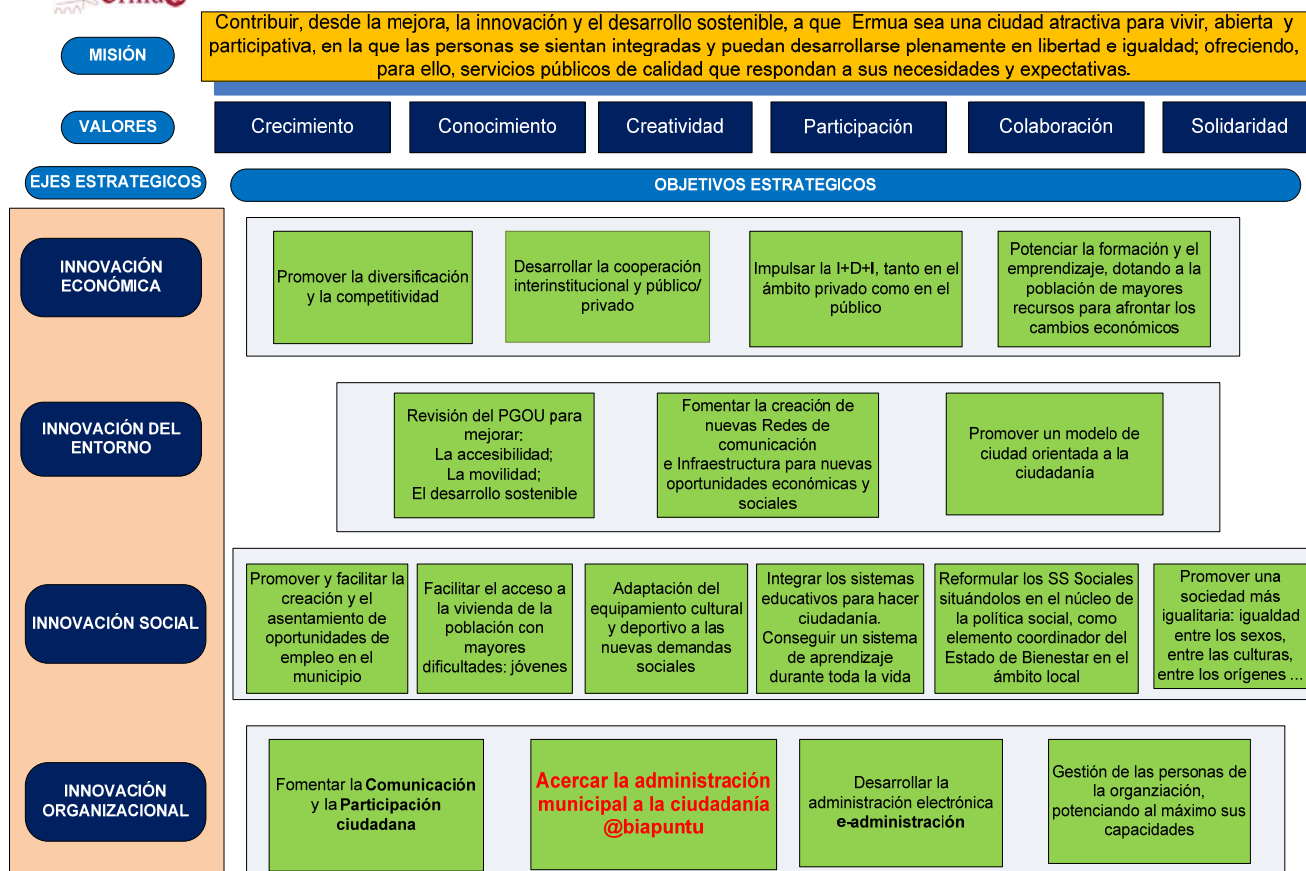 Contribuir, desde la mejora, la innovación y el desarrollo sostenible, a que Ermua sea una ciudad atractiva para vivir, abierta y
participativa, en la que las personas se sientan integradas y puedan desarrollarse plenamente en libertad e igualdad; ofreciendo,
para ello, servicios públicos de calidad que respondan a sus necesidades y expectativas.
MISIÓN
VALORES
Crecimiento
Conocimiento
Creatividad
Participación
Colaboración
Solidaridad
EJES ESTRATEGICOS
OBJETIVOS ESTRATEGICOS
INNOVACIÓN
ECONÓMICA
Promover la diversificación
y la competitividad
Desarrollar la cooperación
interinstitucional y público/
privado
Impulsar la I+D+I, tanto en el
ámbito privado como en el
público
Potenciar la formación y el
emprendizaje, dotando a la
población de mayores
recursos para afrontar los
cambios económicos
INNOVACIÓN DEL
ENTORNO
Revisión del PGOU para
mejorar:
La accesibilidad;
La movilidad;
El desarrollo sostenible
Fomentar la creación de
nuevas Redes de
comunicación
e Infraestructura para nuevas
oportunidades económicas y
sociales
Promover un modelo de
ciudad orientada a la
ciudadanía
INNOVACIÓN SOCIAL
Promover y facilitar la
creación y el
asentamiento de
oportunidades de
empleo en el
municipio
Facilitar el acceso a
la vivienda de la
población con
mayores
dificultades: jóvenes
Adaptación del
equipamiento cultural
y deportivo a las
nuevas demandas
sociales
Integrar los sistemas
educativos para hacer
ciudadanía.
Conseguir un sistema
de aprendizaje
durante toda la vida
Reformular los SS Sociales
situándolos en el núcleo de
la política social, como
elemento coordinador del
Estado de Bienestar en el
ámbito local
Promover una
sociedad más
igualitaria: igualdad
entre los sexos,
entre las culturas,
entre los orígenes ...
INNOVACIÓN
ORGANIZACIONAL
Fomentar la Comunicación
y la Participación
ciudadana
Acercar la administración
municipal a la ciudadanía
@biapuntu
Desarrollar la
administración electrónica
e-administración
Gestión de las personas de
la organziación,
potenciando al máximo sus
capacidades